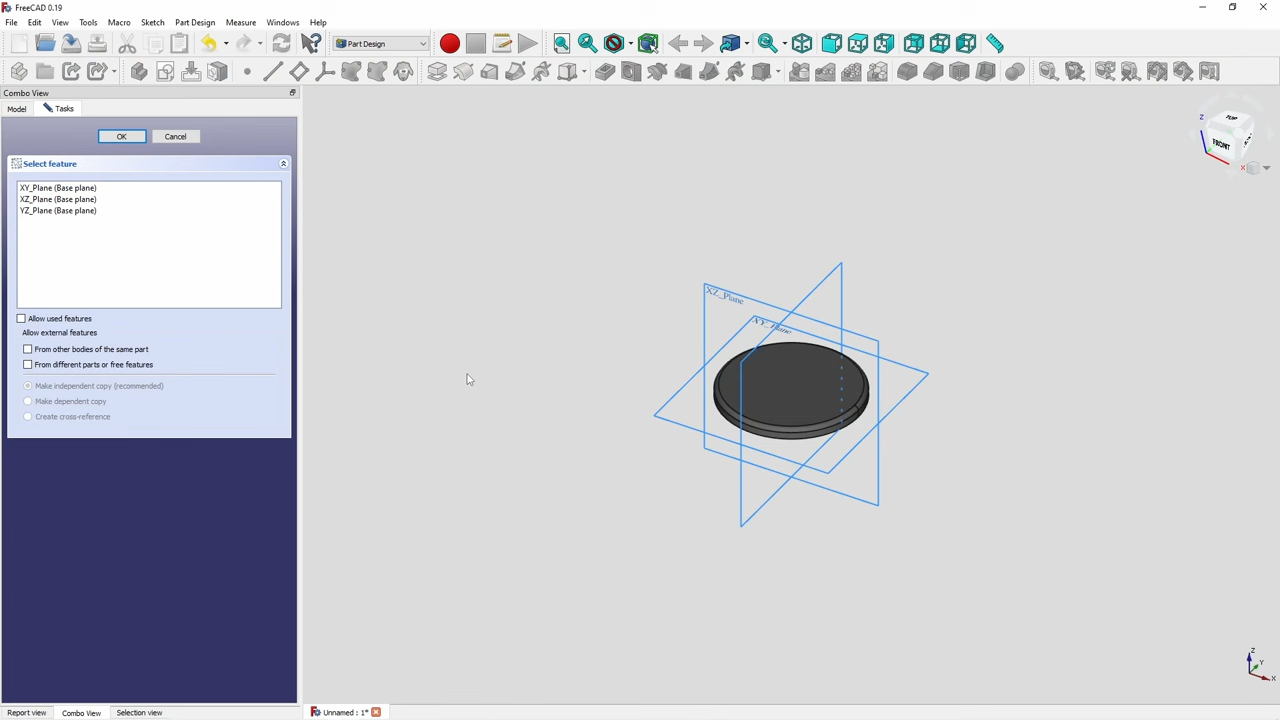 FreeCAD 0.19
File Edit View Tools Macro Sketch Part Design Measure Windows Help
Part Design
Combo View
Model Tasks
OK Cancel
Select feature
XY_Plane (Base plane)
XZ_Plane (Base plane)
YZ_Plane (Base plane)
Allow used features
Allow external features
From other bodies of the same part
From different parts or free features
Make independent copy (recommended)
Make dependent copy
Create cross-reference
XZ_Plane
XY_Plane
TOP
FRONT
Z
X
Z
Y
X
Report view Combo View Selection view
Unnamed : 1*